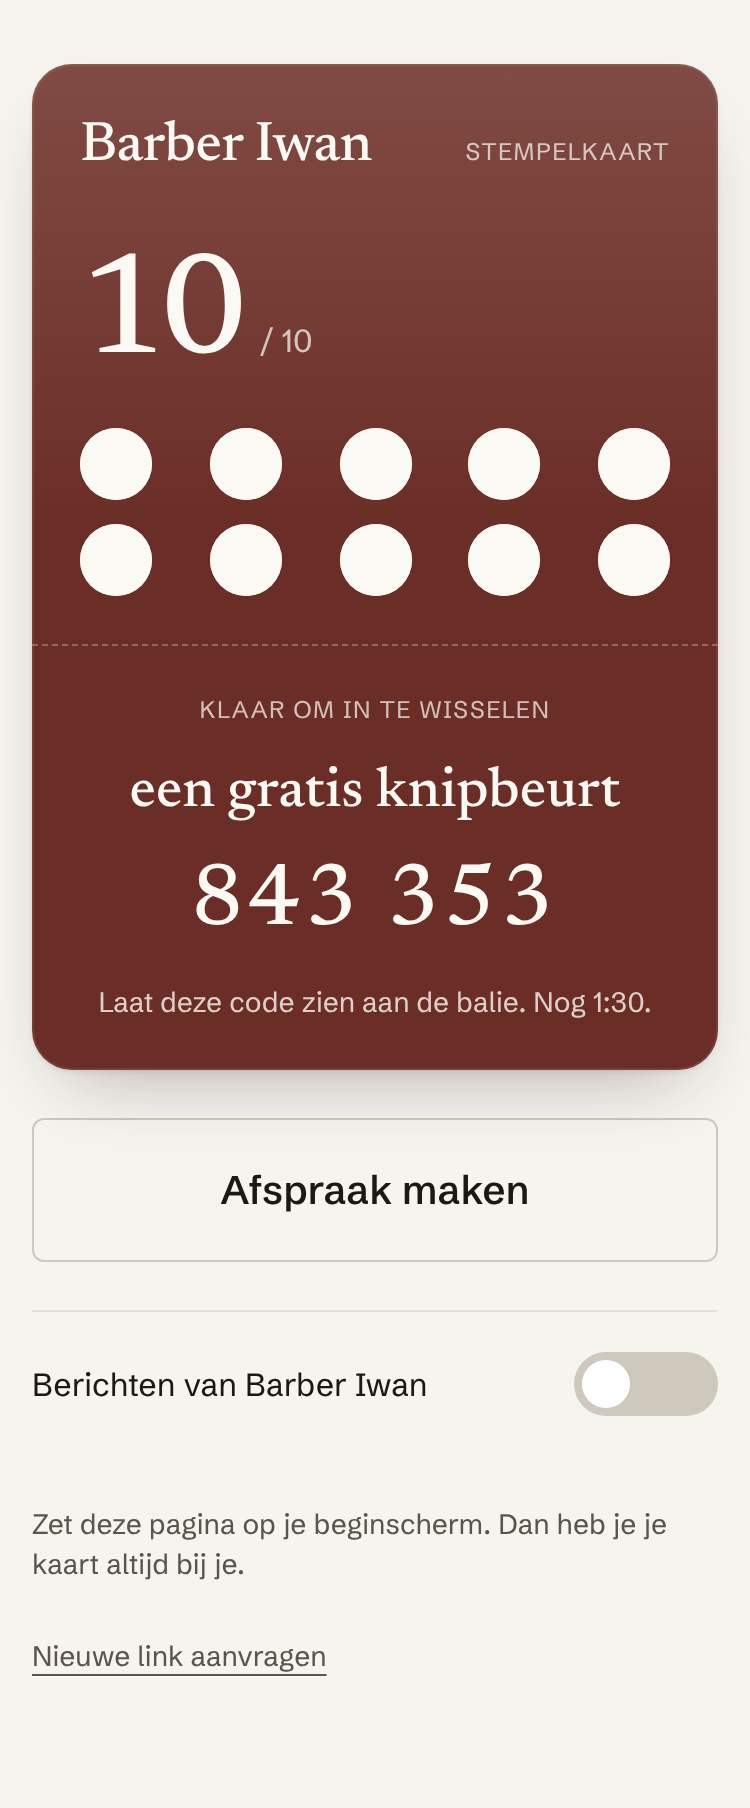 Barber Iwan
STEMPELKAART
10 / 10
KLAAR OM IN TE WISSELEN
een gratis knipbeurt
843 353
Laat deze code zien aan de balie. Nog 1:30.
Afspraak maken
Berichten van Barber Iwan
Zet deze pagina op je beginscherm. Dan heb je je
kaart altijd bij je.
Nieuwe link aanvragen